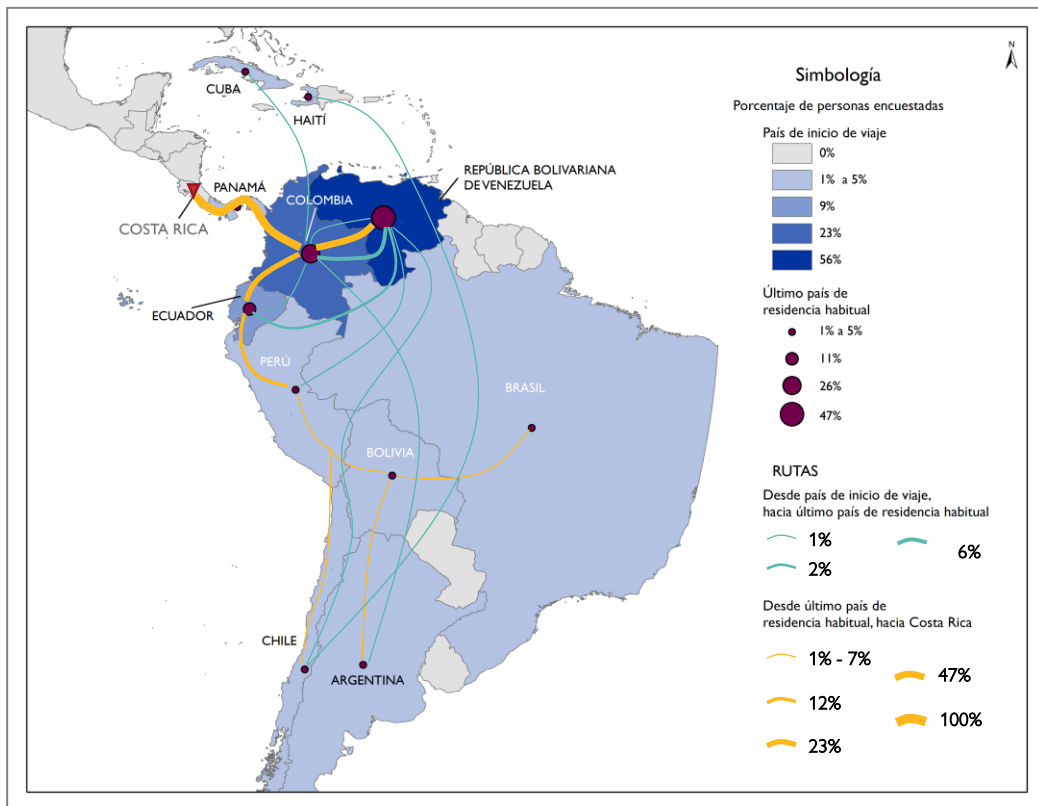 N
Simbología
Porcentaje de personas encuestadas
País de inicio de viaje
0%
1% a 5%
9%
23%
56%
Último país de
residencia habitual
1% a 5%
11%
26%
47%
RUTAS
Desde país de inicio de viaje,
hacia último país de residencia habitual
1%
6%
2%
Desde último país de
residencia habitual, hacia Costa Rica
1% - 7%
47%
12%
100%
23%
CUBA
HAITÍ
REPÚBLICA BOLIVARIANA
DE VENEZUELA
PANAMÁ
COLOMBIA
COSTA RICA
ECUADOR
PERÚ
BRASIL
BOLIVIA
CHILE
ARGENTINA